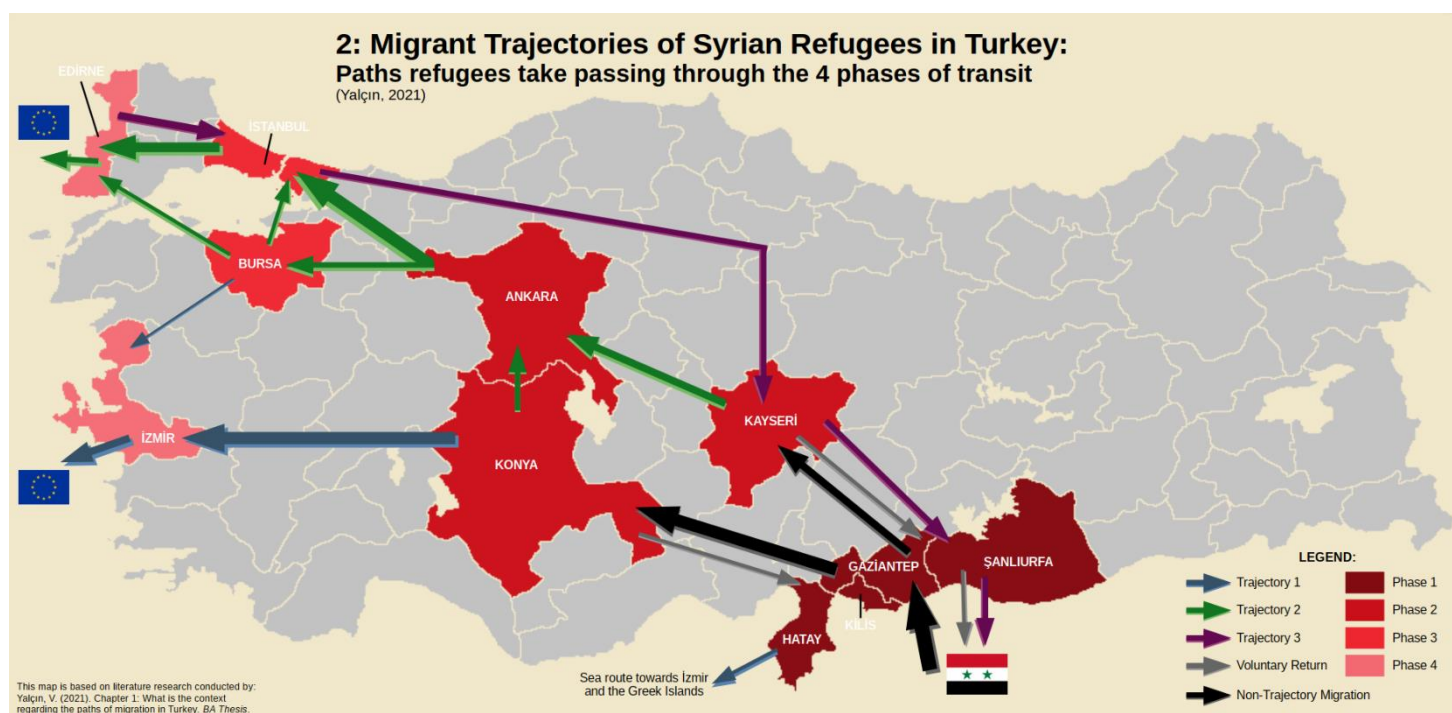 2: Migrant Trajectories of Syrian Refugees in Turkey:
Paths refugees take passing through the 4 phases of transit
(Yalçın, 2021)
EDİRNE
İSTANBUL
BURSA
ANKARA
KAYSERİ
İZMİR
KONYA
GAZİANTEP
ŞANLIURFA
KİLİS
HATAY
Sea route towards İzmir
and the Greek Islands
LEGEND:
Trajectory 1
Phase 1
Trajectory 2
Phase 2
Trajectory 3
Phase 3
Voluntary Return
Phase 4
Non-Trajectory Migration
This map is based on literature research conducted by:
Yalçın, V. (2021). Chapter 1: What is the context
regarding the paths of migration in Turkey. BA Thesis.